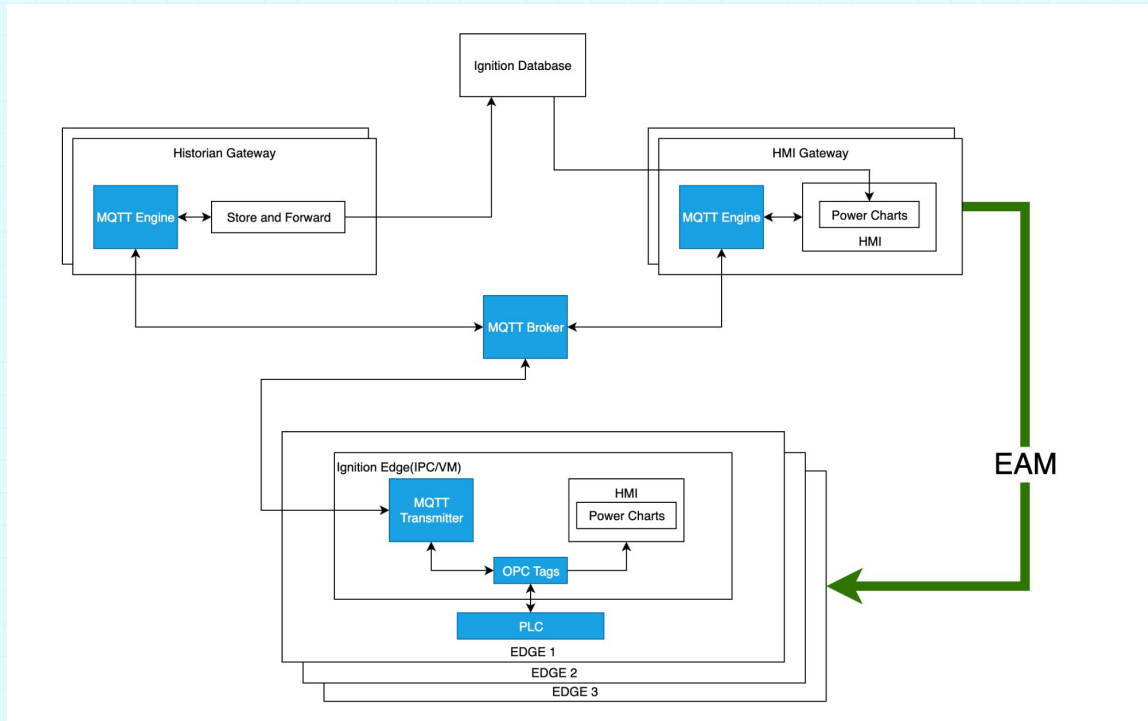 Ignition Database
Historian Gateway
MQTT Engine
Store and Forward
HMI Gateway
MQTT Engine
Power Charts
HMI
MQTT Broker
EAM
Ignition Edge(IPC/VM)
MQTT
Transmitter
HMI
Power Charts
OPC Tags
PLC
EDGE 1
EDGE 2
EDGE 3